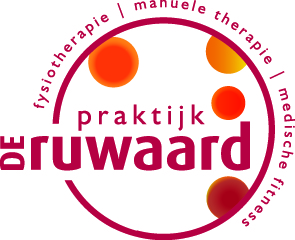 fysiotherapie | manuele therapie | medische fitness
praktijk
DE ruwaard